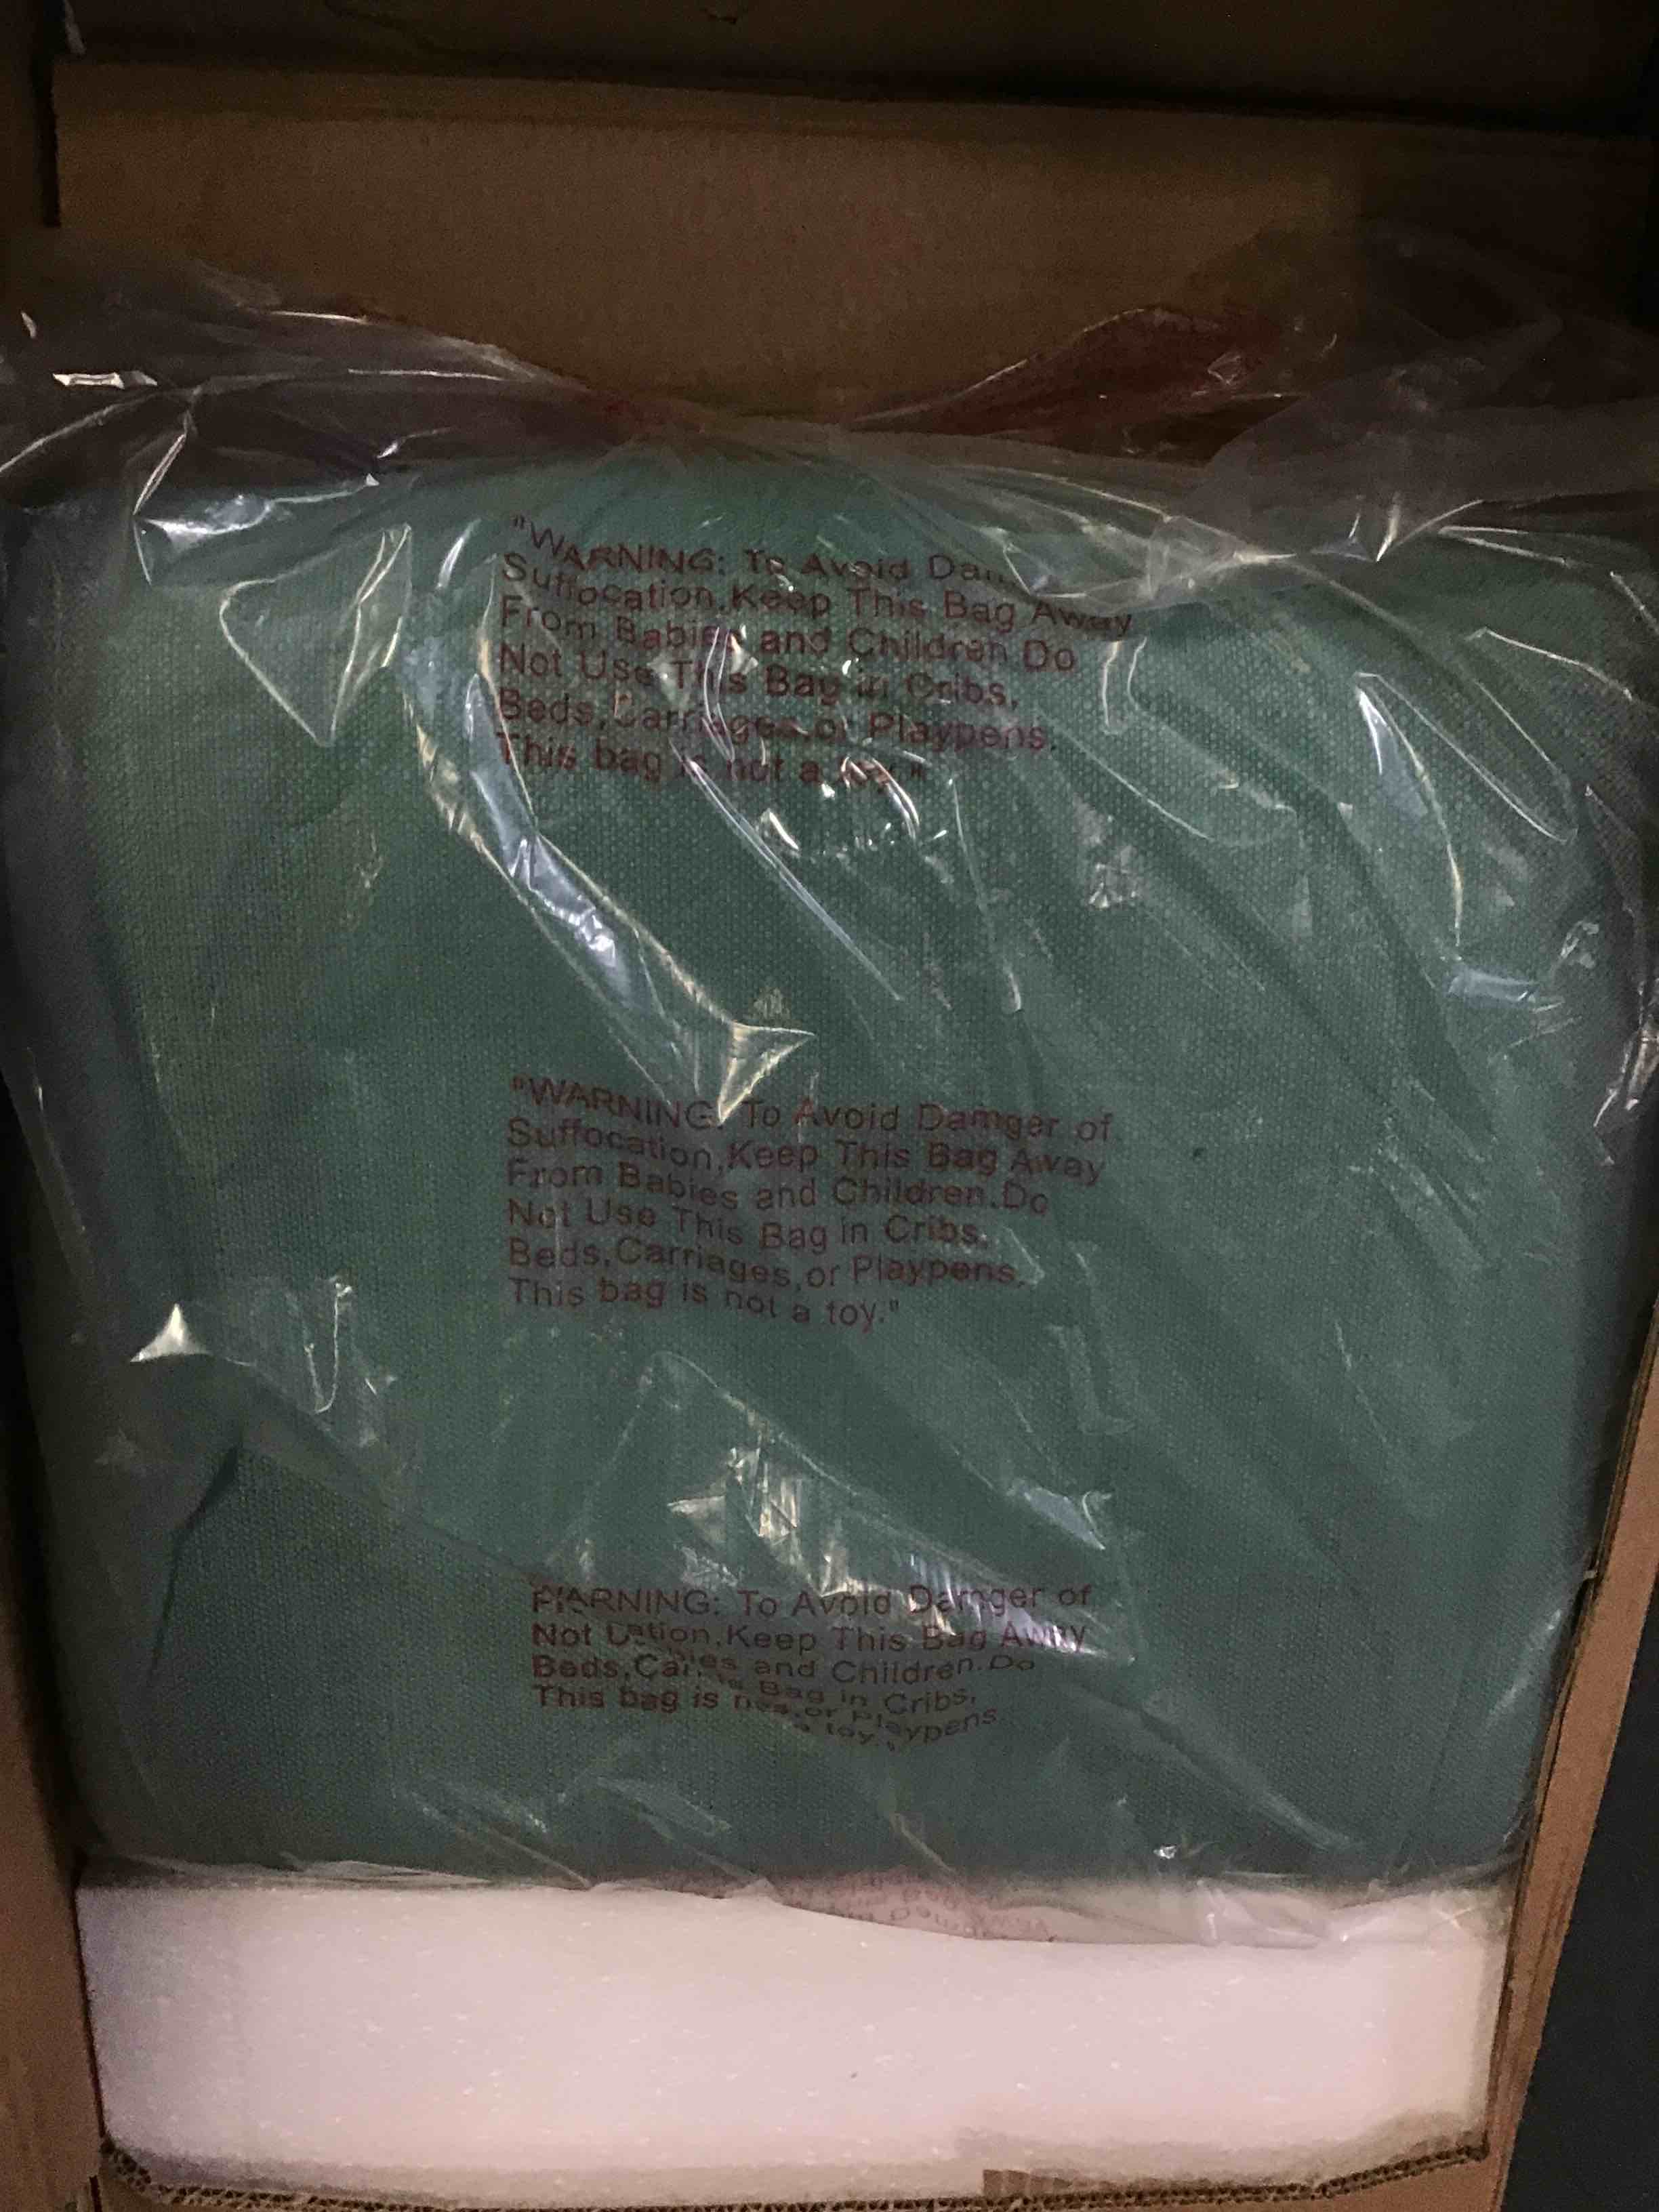 "WARNING: To Avoid
Suffocation,Keep This Bag Away
From Babies and Children Do
Not Use This Bag in Cribs,
Beds,Carriages,or Playpens.
This bag is not a
"WARNING: To Avoid Damger of
Suffocation,Keep This Bag Away
From Babies and Children.Do
Not Use This Bag in Cribs,
Beds,Carriages,or Playpens.
This bag is not a toy."
WARNING: To Avoid Damger of
Not Keep This Bag Away
Beds, and Children.Do
This bag is Bag in Cribs,
or Playpens
a toy